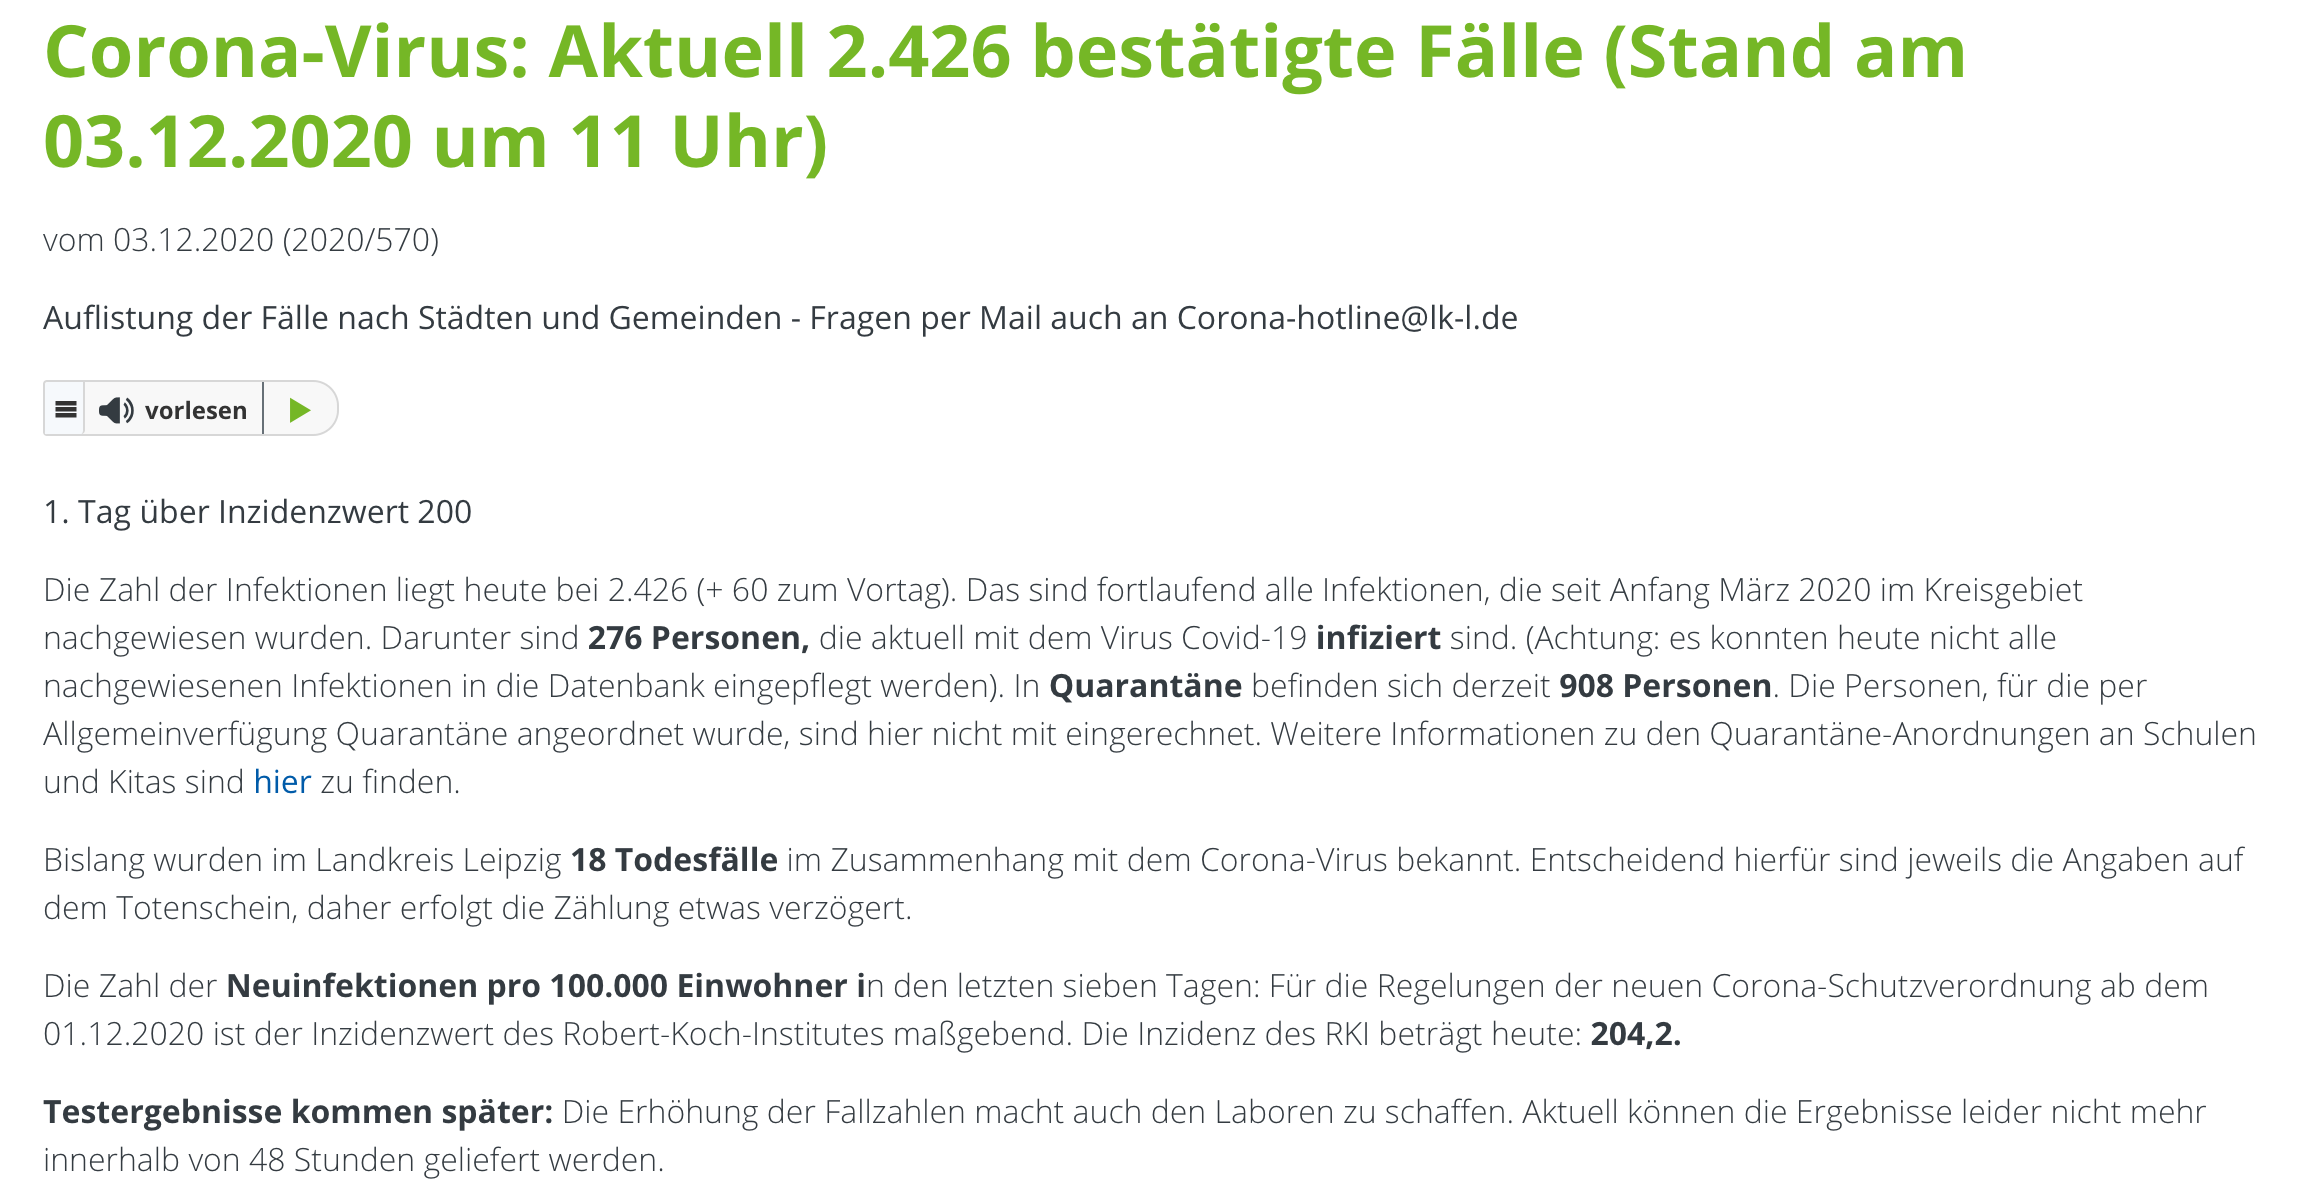 Corona-Virus: Aktuell 2.426 bestätigte Fälle (Stand am
03.12.2020 um 11 Uhr)
vom 03.12.2020 (2020/570)
Auflistung der Fälle nach Städten und Gemeinden - Fragen per Mail auch an Corona-hotline@lk-l.de
vorlesen
1. Tag über Inzidenzwert 200
Die Zahl der Infektionen liegt heute bei 2.426 (+ 60 zum Vortag). Das sind fortlaufend alle Infektionen, die seit Anfang März 2020 im Kreisgebiet
nachgewiesen wurden. Darunter sind 276 Personen, die aktuell mit dem Virus Covid-19 infiziert sind. (Achtung: es konnten heute nicht alle
nachgewiesenen Infektionen in die Datenbank eingepflegt werden). In Quarantäne befinden sich derzeit 908 Personen. Die Personen, für die per
Allgemeinverfügung Quarantäne angeordnet wurde, sind hier nicht mit eingerechnet. Weitere Informationen zu den Quarantäne-Anordnungen an Schulen
und Kitas sind hier zu finden.
Bislang wurden im Landkreis Leipzig 18 Todesfälle im Zusammenhang mit dem Corona-Virus bekannt. Entscheidend hierfür sind jeweils die Angaben auf
dem Totenschein, daher erfolgt die Zählung etwas verzögert.
Die Zahl der Neuinfektionen pro 100.000 Einwohner in den letzten sieben Tagen: Für die Regelungen der neuen Corona-Schutzverordnung ab dem
01.12.2020 ist der Inzidenzwert des Robert-Koch-Institutes maßgebend. Die Inzidenz des RKI beträgt heute: 204,2.
Testergebnisse kommen später: Die Erhöhung der Fallzahlen macht auch den Laboren zu schaffen. Aktuell können die Ergebnisse leider nicht mehr
innerhalb von 48 Stunden geliefert werden.